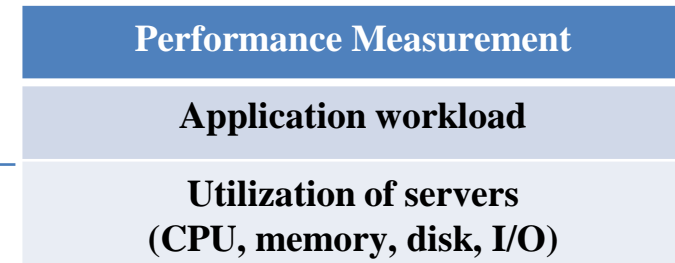 Performance Measurement
Application workload
Utilization of servers
(CPU, memory, disk, I/O)